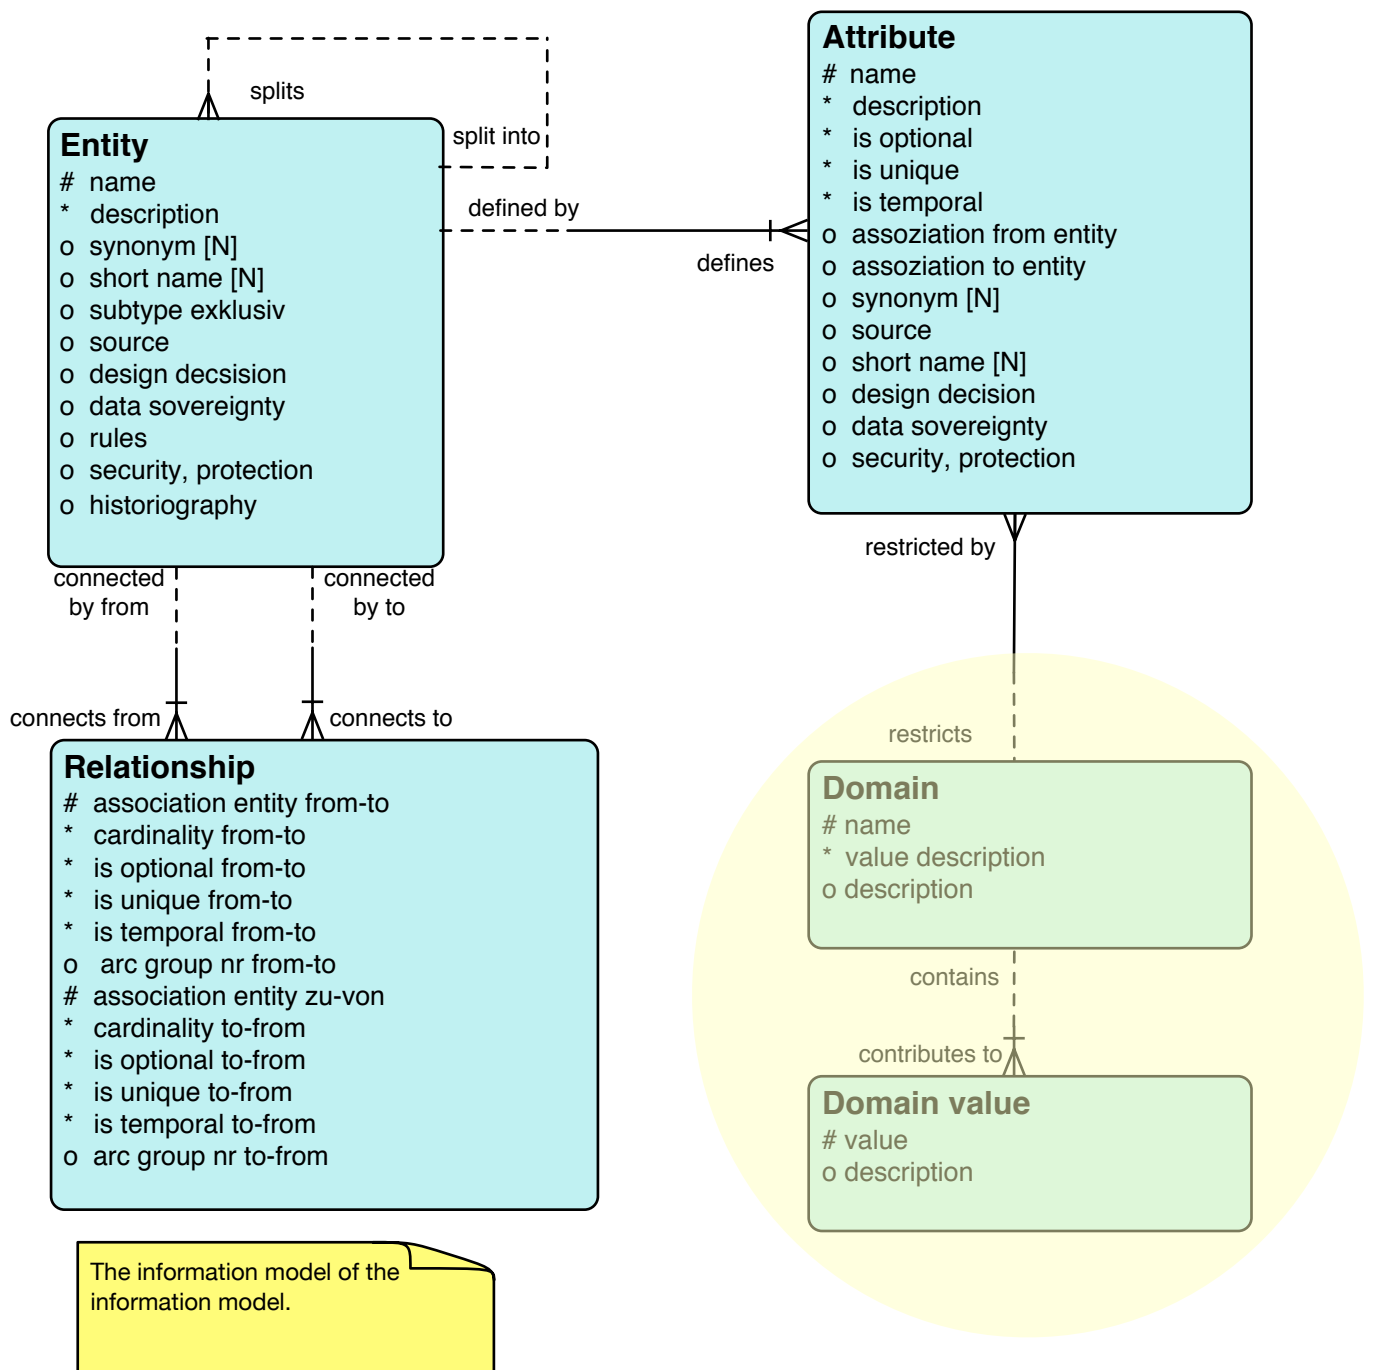 splits
split into
Entity
# name
* description
o synonym [N]
o short name [N]
o subtype exklusiv
o source
o design decsision
o data sovereignty
o rules
o security, protection
o historiography
defined by
defines
Attribute
# name
* description
* is optional
* is unique
* is temporal
o assoziation from entity
o assoziation to entity
o synonym [N]
o source
o short name [N]
o design decision
o data sovereignty
o security, protection
connected
by from
connected
by to
connects from
connects to
Relationship
# association entity from-to
* cardinality from-to
* is optional from-to
* is unique from-to
* is temporal from-to
o arc group nr from-to
# association entity zu-von
* cardinality to-from
* is optional to-from
* is unique to-from
* is temporal to-from
o arc group nr to-from
restricted by
restricts
Domain
# name
* value description
o description
contains
contributes to
Domain value
# value
o description
The information model of the
information model.